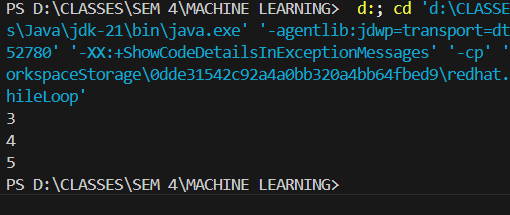 PS D:\CLASSES\SEM 4\MACHINE LEARNING>  d:; cd 'd:\CLASSE
s\Java\jdk-21\bin\java.exe' '-agentlib:jdwp=transport=dt
52780' '-XX:+ShowCodeDetailsInExceptionMessages' '-cp' '
orkspaceStorage\0dde31542c92a4a0bb320a4bb64fbed9\redhat.
hileLoop'
3
4
5
PS D:\CLASSES\SEM 4\MACHINE LEARNING>